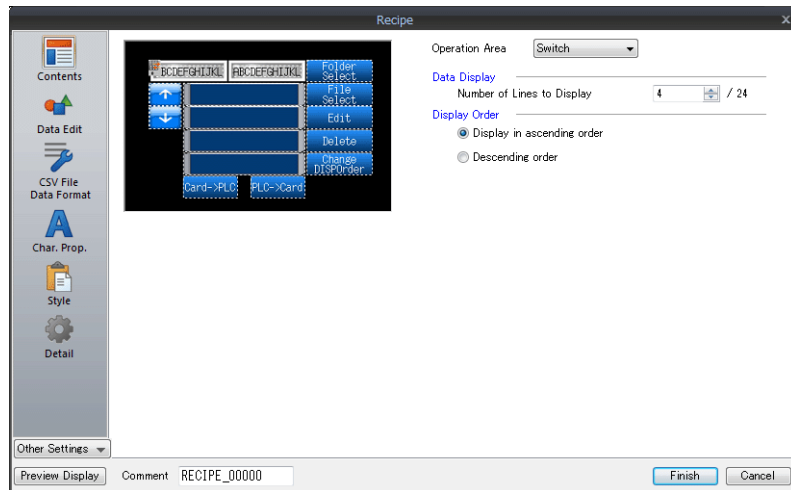 Recipe
x
Contents
Data Edit
CSV File
Data Format
Char. Prop.
Style
Detail
Other Settings
Preview Display
BCDEFGHIJKL ABCDEFGHIJKL Folder
Select
File
Select
Edit
Delete
Change
DISPOrder
Card->PLC PLC->Card
Operation Area Switch
Data Display
Number of Lines to Display 4 / 24
Display Order
Display in ascending order
Descending order
Comment RECIPE_00000
Finish Cancel